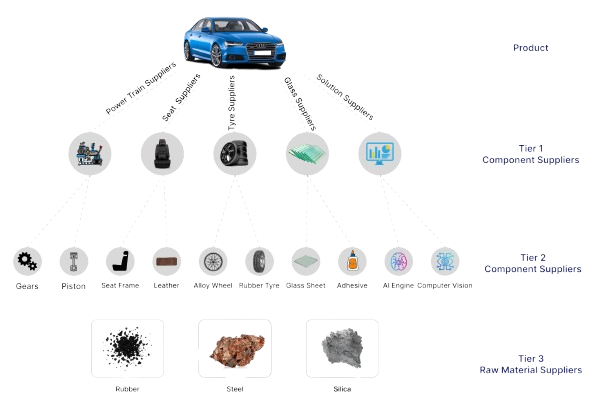 Product
Power Train Suppliers
Seat Suppliers
Tyre Suppliers
Glass Suppliers
Solution Suppliers
Tier 1
Component Suppliers
Tier 2
Component Suppliers
Gears
Piston
Seat Frame
Leather
Alloy Wheel
Rubber Tyre
Glass Sheet
Adhesive
AI Engine
Computer Vision
Tier 3
Raw Material Suppliers
Rubber
Steel
Silica